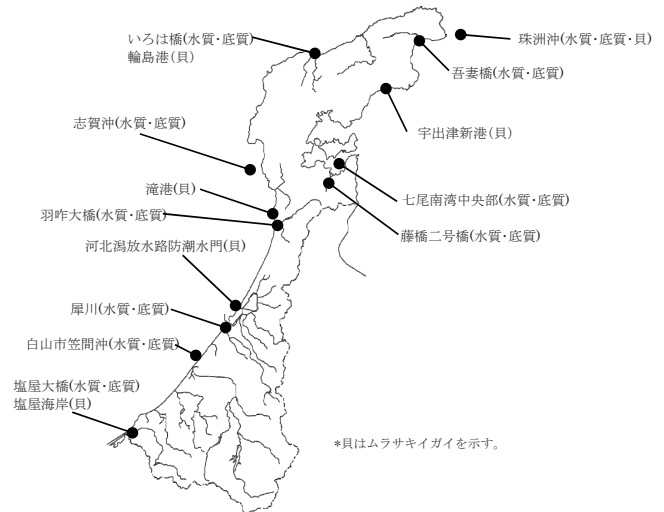 いろは橋(水質・底質)
輪島港(貝)
珠洲沖(水質・底質・貝)
吾妻橋(水質・底質)
宇出津新港(貝)
志賀沖(水質・底質)
滝港(貝)
七尾南湾中央部(水質・底質)
羽咋大橋(水質・底質)
藤橋二号橋(水質・底質)
河北潟放水路防潮水門(貝)
犀川(水質・底質)
白山市笠間沖(水質・底質)
塩屋大橋(水質・底質)
塩屋海岸(貝)
*貝はムラサキイガイを示す。